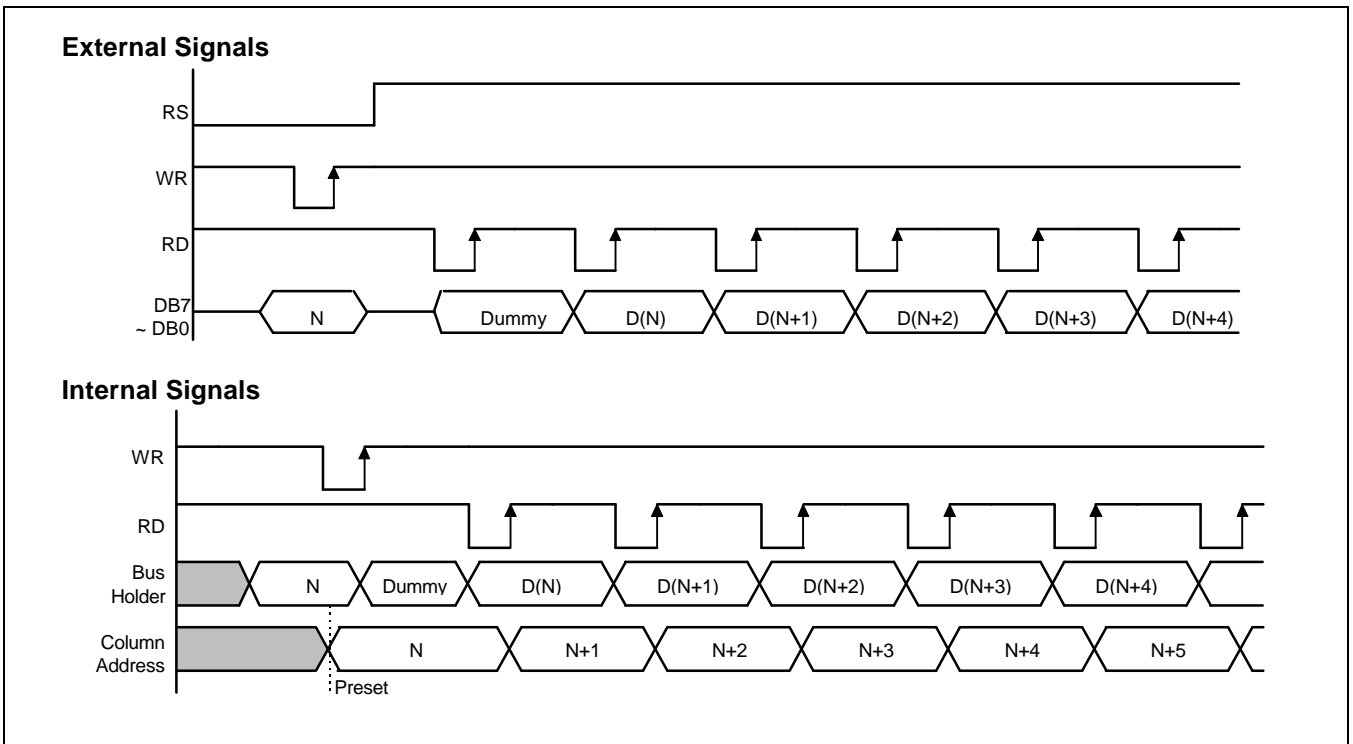 External Signals
RS
WR
RD
DB7
~ DB0
N
Dummy
D(N)
D(N+1)
D(N+2)
D(N+3)
D(N+4)
Internal Signals
WR
RD
Bus
Holder
N
Dummy
D(N)
D(N+1)
D(N+2)
D(N+3)
D(N+4)
Column
Address
N
N+1
N+2
N+3
N+4
N+5
Preset